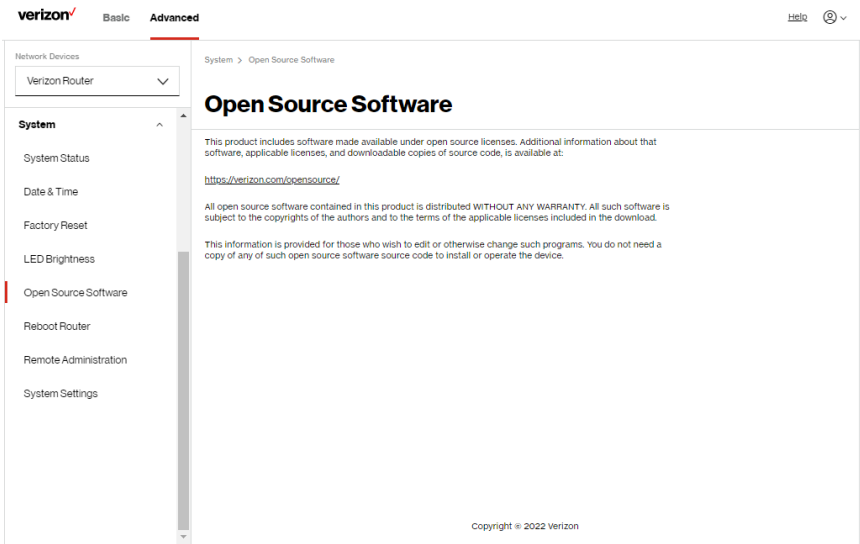 verizon
Basic
Advanced
Help
Network Devices
Verizon Router
System
System Status
Date & Time
Factory Reset
LED Brightness
Open Source Software
Reboot Router
Remote Administration
System Settings
System > Open Source Software
Open Source Software
This product includes software made available under open source licenses. Additional information about that
software, applicable licenses, and downloadable copies of source code, is available at:
https://verizon.com/opensource/
All open source software contained in this product is distributed WITHOUT ANY WARRANTY. All such software is
subject to the copyrights of the authors and to the terms of the applicable licenses included in the download.
This information is provided for those who wish to edit or otherwise change such programs. You do not need a
copy of any of such open source software source code to install or operate the device.
Copyright © 2022 Verizon